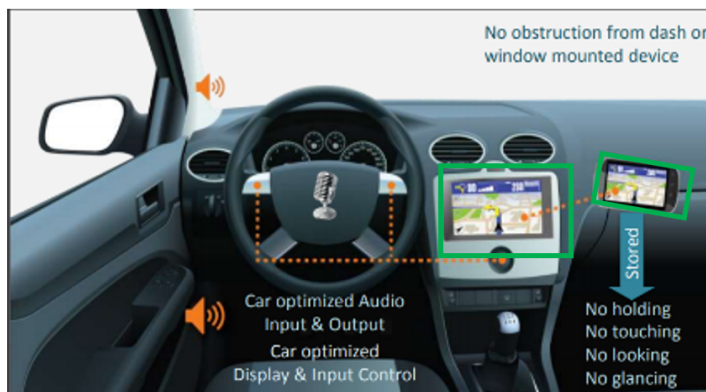 No obstruction from dash or
window mounted device
Stored
Car optimized Audio
Input & Output
Car optimized
Display & Input Control
No holding
No touching
No looking
No glancing